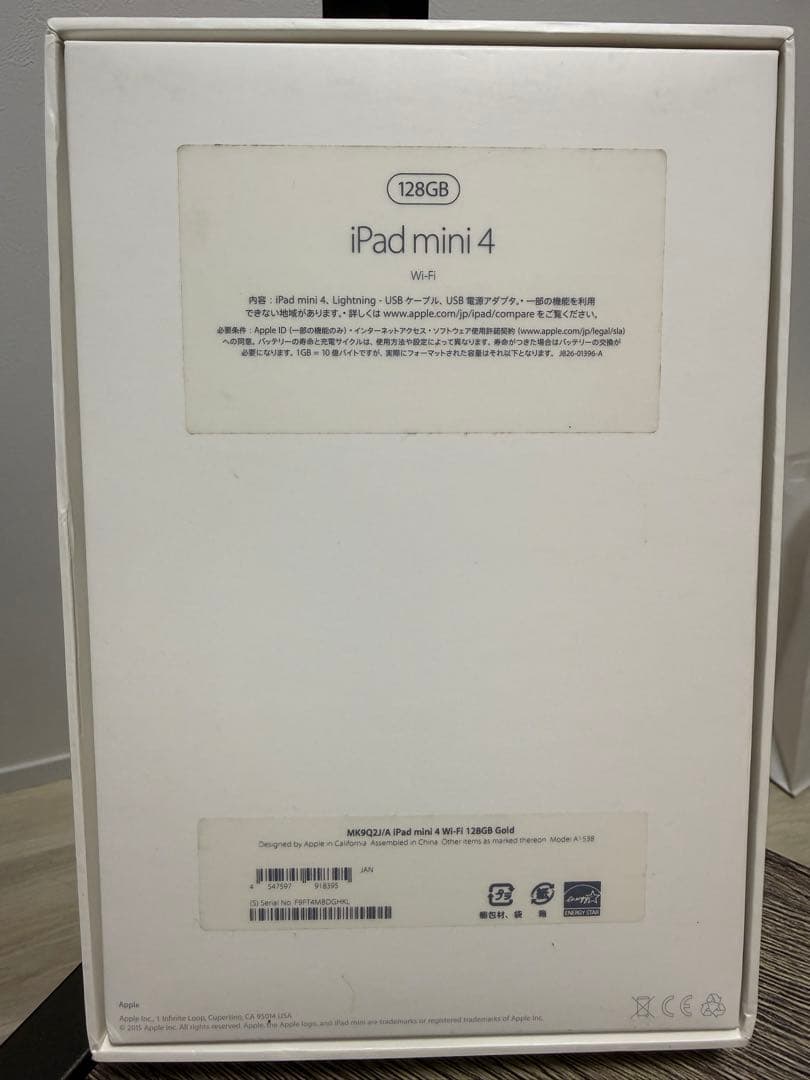 128GB
iPad mini 4
Wi-Fi
内容：iPad mini 4、Lightning - USB ケーブル、USB 電源アダプタ。・一部の機能を利用
できない地域があります。・詳しくは www.apple.com/jp/ipad/compare をご覧ください。
必要条件：Apple ID（一部の機能のみ）・インターネットアクセス・ソフトウェア使用許諾契約（www.apple.com/jp/legal/sla）
への同意。バッテリーの寿命と充電サイクルは、使用方法や設定によって異なります。寿命がつきた場合はバッテリーの交換が
必要になります。1GB = 10 億バイトですが、実際にフォーマットされた容量はそれ以下となります。 JB26-01396-A
MK9Q2J/A iPad mini 4 Wi-Fi 128GB Gold
Designed by Apple in California Assembled in China Other items as marked thereon Model A1538
JAN
4 547597 918395
(S) Serial No. F9FT4MBDGHKL
プラ 紙
個包材、袋 箱
energy
ENERGY STAR
CE
Apple
Apple Inc., 1 Infinite Loop, Cupertino, CA 95014 USA
© 2015 Apple Inc. All rights reserved. Apple, the Apple logo, and iPad mini are trademarks or registered trademarks of Apple Inc.